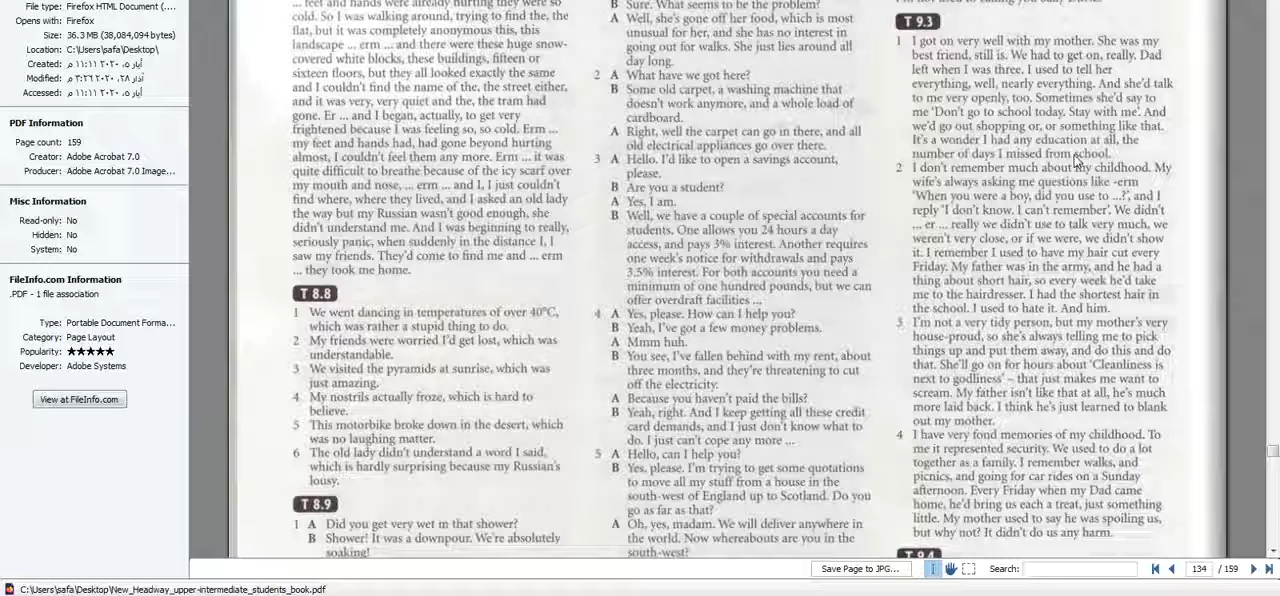 File type: Firefox HTML Document (....
Opens with: Firefox
Size: 36.3 MB (38,084,094 bytes)
Location: C:\Users\safa\Desktop\
Created: أيار ٢٠٢٠ ,٥ ١١:١١ م
Modified: آذار ٢٠٢٠ ,٢٨ ٣:٢٦ م
Accessed: أيار ٢٠٢٠ ,٥ ١١:١١ م
PDF Information
Page count: 159
Creator: Adobe Acrobat 7.0
Producer: Adobe Acrobat 7.0 Image...
Misc Information
Read-only: No
Hidden: No
System: No
FileInfo.com Information
.PDF - 1 file association
Type: Portable Document Forma...
Category: Page Layout
Popularity: ★★★★★
Developer: Adobe Systems
View at FileInfo.com
... feet and hands were already hurting they were so
cold. So I was walking around, trying to find the, the
flat, but it was completely anonymous this, this
landscape ... erm ... and there were these huge snow-
covered white blocks, these buildings, fifteen or
sixteen floors, but they all looked exactly the same
and I couldn't find the name of the, the street either,
and it was very, very quiet and the, the tram had
gone. Er ... and I began, actually, to get very
frightened because I was feeling so, so cold. Erm ...
my feet and hands had, had gone beyond hurting
almost, I couldn't feel them any more. Erm ... it was
quite difficult to breathe because of the icy scarf over
my mouth and nose, ... erm ... and I, I just couldn't
find where, where they lived, and I asked an old lady
the way but my Russian wasn't good enough, she
didn't understand me. And I was beginning to really,
seriously panic, when suddenly in the distance I, I
saw my friends. They'd come to find me and ... erm
... they took me home.
T 8.8
1 We went dancing in temperatures of over 40°C,
which was rather a stupid thing to do.
2 My friends were worried I'd get lost, which was
understandable.
3 We visited the pyramids at sunrise, which was
just amazing.
4 My nostrils actually froze, which is hard to
believe.
5 This motorbike broke down in the desert, which
was no laughing matter.
6 The old lady didn't understand a word I said,
which is hardly surprising because my Russian's
lousy.
T 8.9
1 A Did you get very wet in that shower?
B Shower! It was a downpour. We're absolutely
soaking!
B Sure. What seems to be the problem?
A Well, she's gone off her food, which is most
unusual for her, and she has no interest in
going out for walks. She just lies around all
day long.
2 A What have we got here?
B Some old carpet, a washing machine that
doesn't work anymore, and a whole load of
cardboard.
A Right, well the carpet can go in there, and all
old electrical appliances go over there.
3 A Hello. I'd like to open a savings account,
please.
B Are you a student?
A Yes, I am.
B Well, we have a couple of special accounts for
students. One allows you 24 hours a day
access, and pays 3% interest. Another requires
one week's notice for withdrawals and pays
3.5% interest. For both accounts you need a
minimum of one hundred pounds, but we can
offer overdraft facilities ...
4 A Yes, please. How can I help you?
B Yeah, I've got a few money problems.
A Mmm huh.
B You see, I've fallen behind with my rent, about
three months, and they're threatening to cut
off the electricity.
A Because you haven't paid the bills?
B Yeah, right. And I keep getting all these credit
card demands, and I just don't know what to
do. I just can't cope any more ...
5 A Hello, can I help you?
B Yes, please. I'm trying to get some quotations
to move all my stuff from a house in the
south-west of England up to Scotland. Do you
go as far as that?
A Oh, yes, madam. We will deliver anywhere in
the world. Now whereabouts are you in the
south-west?
T 9.3
1 I got on very well with my mother. She was my
best friend, still is. We had to get on, really. Dad
left when I was three. I used to tell her
everything, well, nearly everything. And she'd talk
to me very openly, too. Sometimes she'd say to
me 'Don't go to school today. Stay with me'. And
we'd go out shopping or, or something like that.
It's a wonder I had any education at all, the
number of days I missed from school.
2 I don't remember much about my childhood. My
wife's always asking me questions like -erm
'When you were a boy, did you use to ...?', and I
reply 'I don't know. I can't remember'. We didn't
... er ... really we didn't use to talk very much, we
weren't very close, or if we were, we didn't show
it. I remember I used to have my hair cut every
Friday. My father was in the army, and he had a
thing about short hair, so every week he'd take
me to the hairdresser. I had the shortest hair in
the school. I used to hate it. And him.
3 I'm not a very tidy person, but my mother's very
house-proud, so she's always telling me to pick
things up and put them away, and do this and do
that. She'll go on for hours about 'Cleanliness is
next to godliness' – that just makes me want to
scream. My father isn't like that at all, he's much
more laid back. I think he's just learned to blank
out my mother.
4 I have very fond memories of my childhood. To
me it represented security. We used to do a lot
together as a family. I remember walks, and
picnics, and going for car rides on a Sunday
afternoon. Every Friday when my Dad came
home, he'd bring us each a treat, just something
little. My mother used to say he was spoiling us,
but why not? It didn't do us any harm.
T 9.4
Save Page to JPG...
Search:
134 / 159
C:\Users\safa\Desktop\New_Headway_upper-intermediate_students_book.pdf